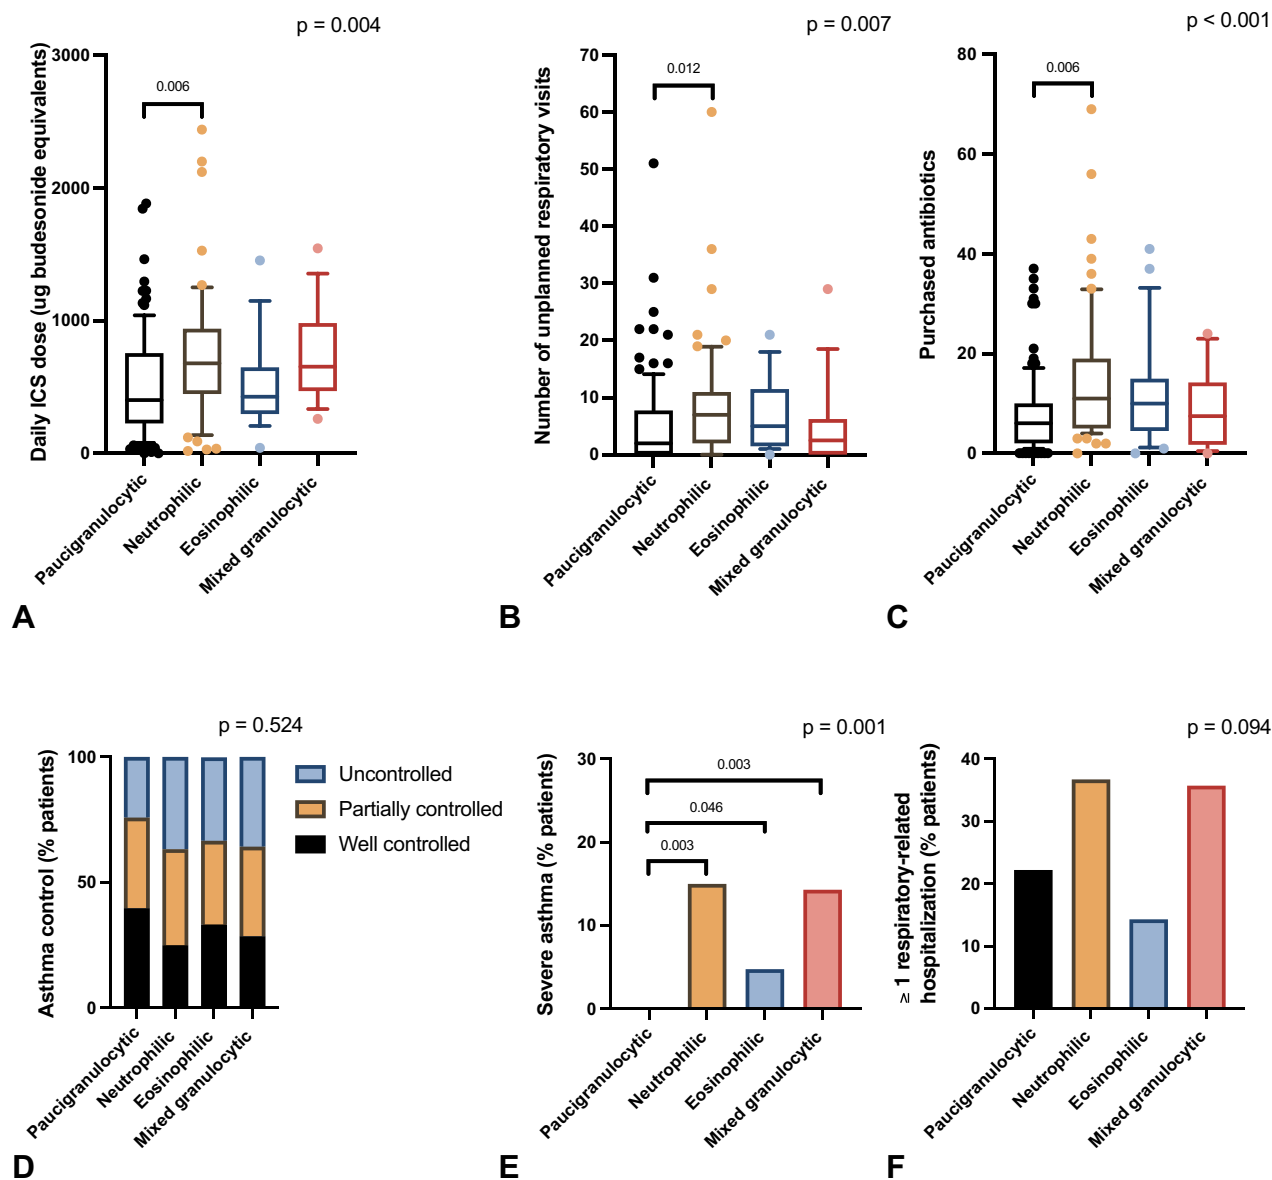 p = 0.004
Daily ICS dose (ug budesonide equivalents)
3000
2000
1000
0
0.006
Paucigranulocytic
Neutrophilic
Eosinophilic
Mixed granulocytic
A
p = 0.007
Number of unplanned respiratory visits
70
60
50
40
30
20
10
0
0.012
Paucigranulocytic
Neutrophilic
Eosinophilic
Mixed granulocytic
B
p < 0.001
Purchased antibiotics
80
60
40
20
0
0.006
Paucigranulocytic
Neutrophilic
Eosinophilic
Mixed granulocytic
C
p = 0.524
Asthma control (% patients)
100
50
0
Uncontrolled
Partially controlled
Well controlled
Paucigranulocytic
Neutrophilic
Eosinophilic
Mixed granulocytic
D
p = 0.001
Severe asthma (% patients)
30
20
10
0
0.003
0.046
0.003
Paucigranulocytic
Neutrophilic
Eosinophilic
Mixed granulocytic
E
p = 0.094
≥ 1 respiratory-related
hospitalization (% patients)
40
30
20
10
0
Paucigranulocytic
Neutrophilic
Eosinophilic
Mixed granulocytic
F